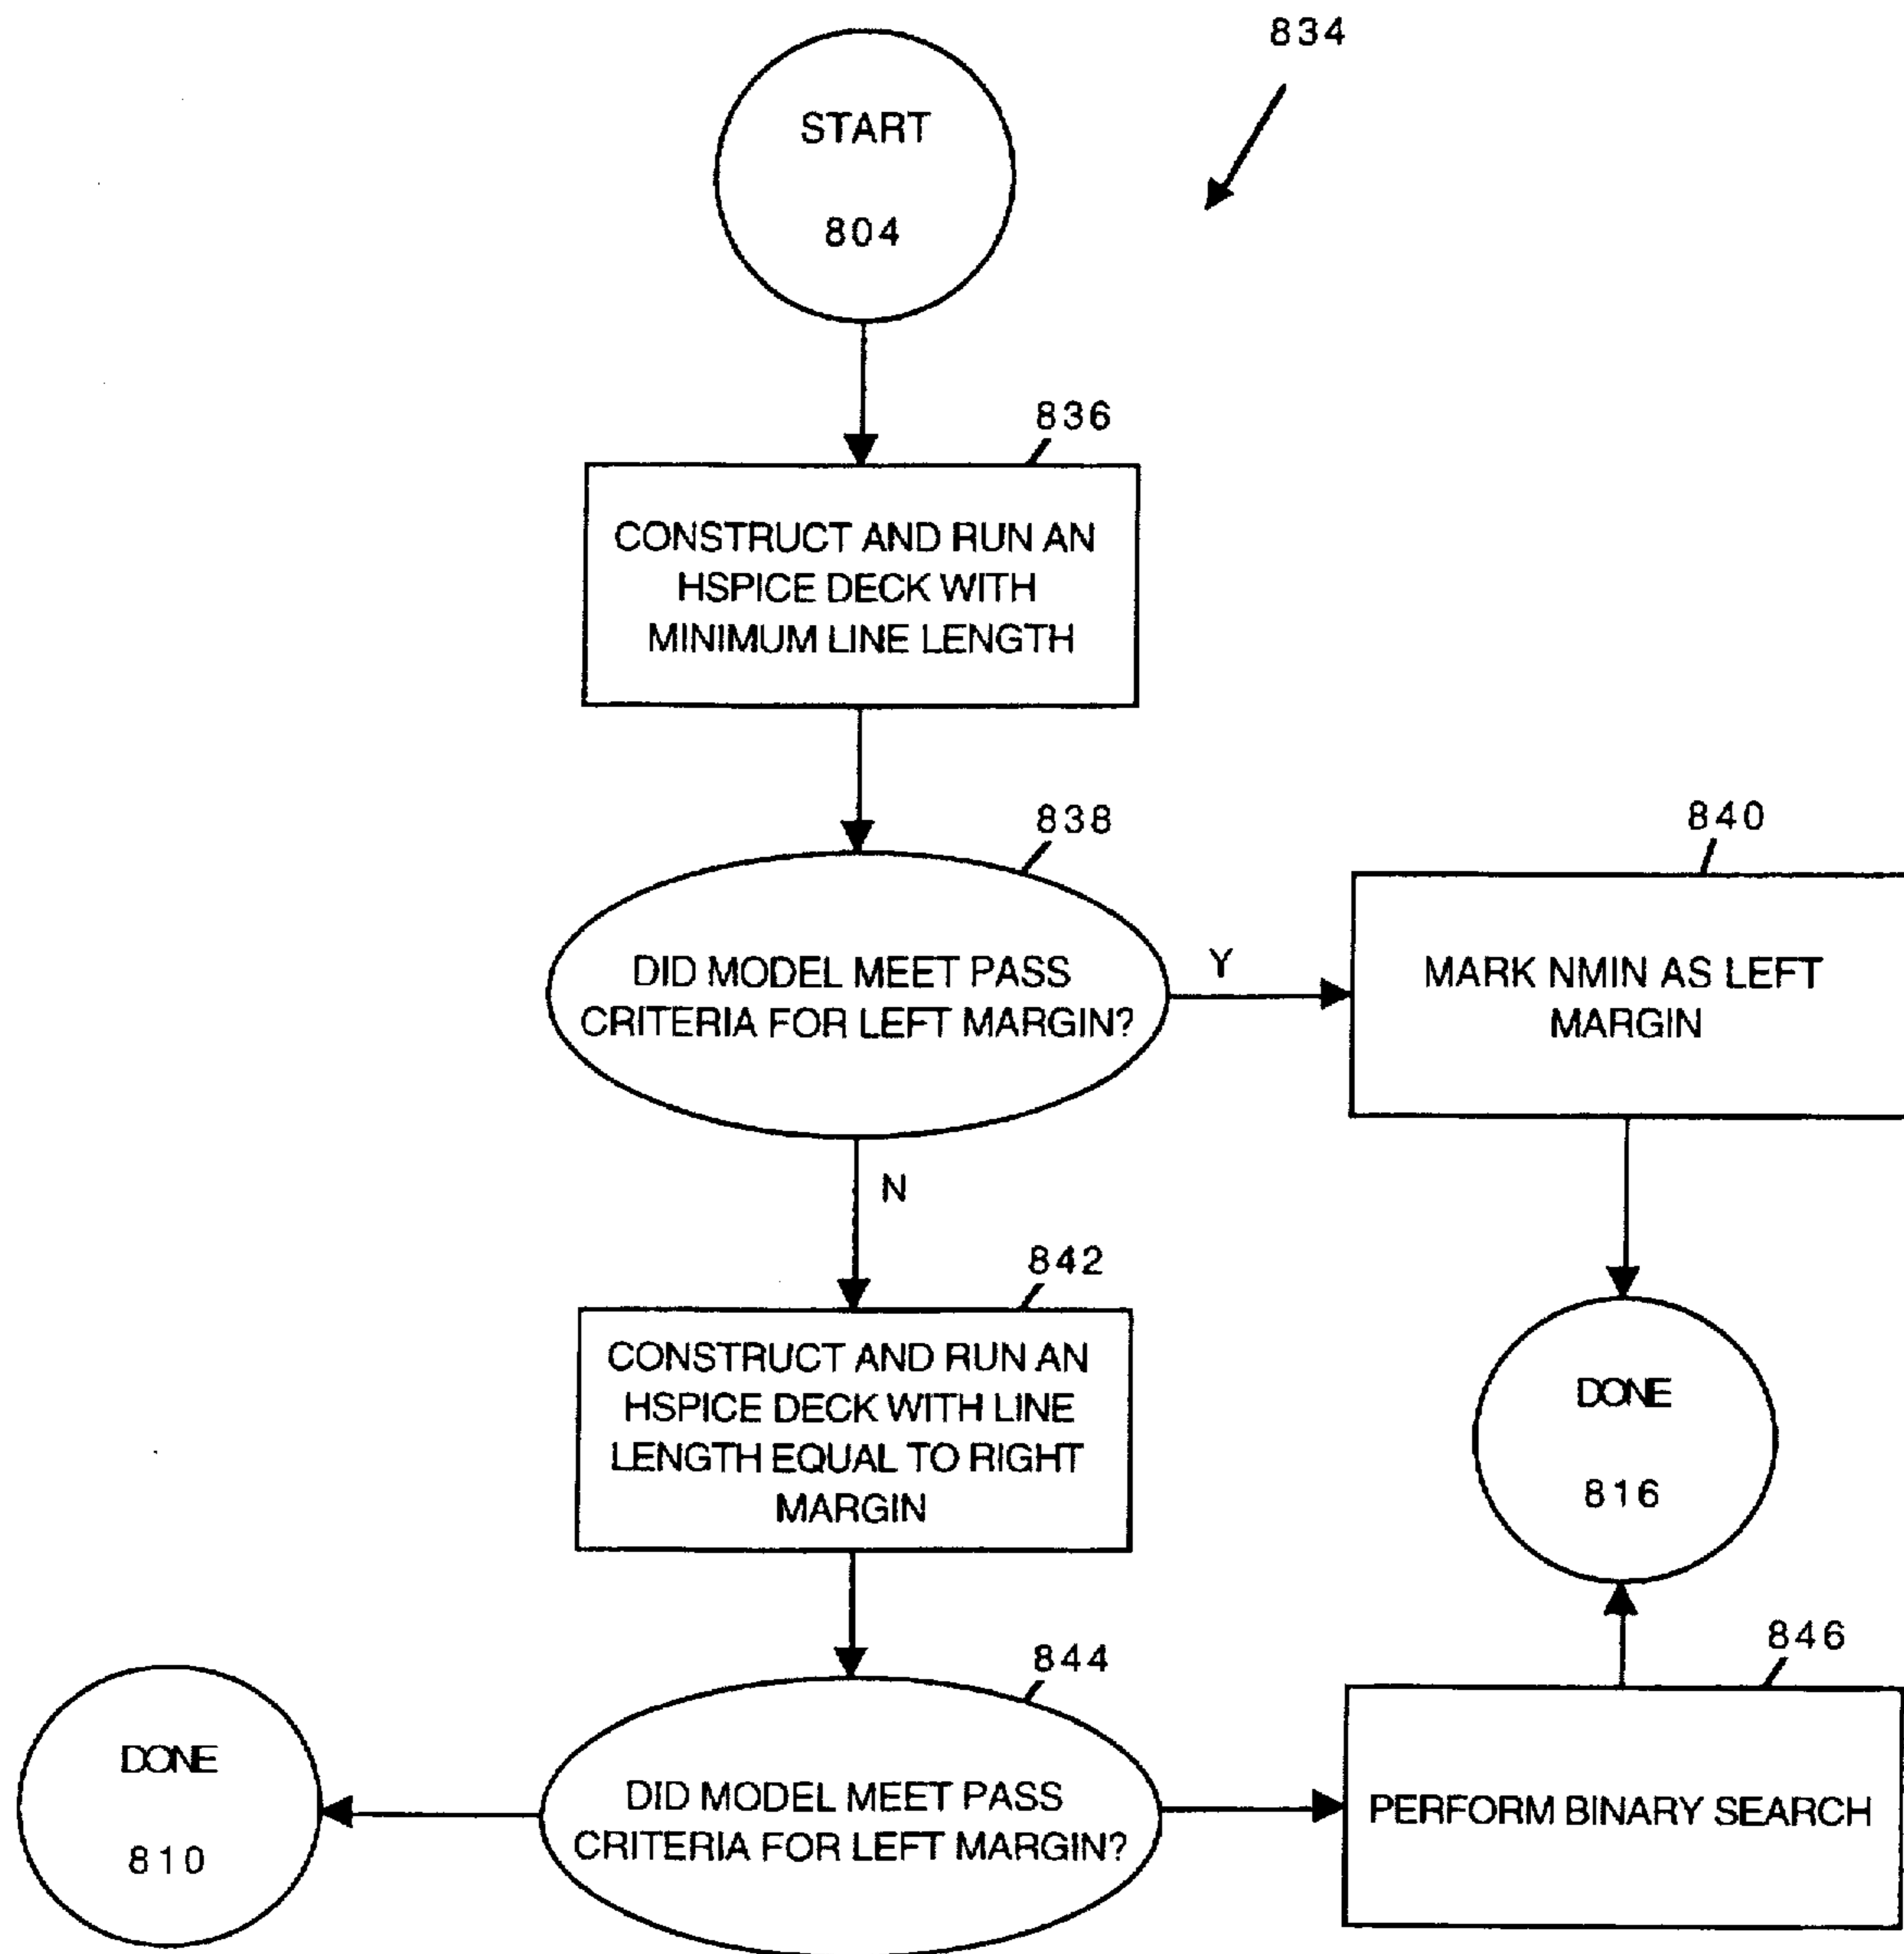 834
START
804
836
CONSTRUCT AND RUN AN
HSPICE DECK WITH
MINIMUM LINE LENGTH
838
DID MODEL MEET PASS
CRITERIA FOR LEFT MARGIN?
Y
840
MARK NMIN AS LEFT
MARGIN
N
842
CONSTRUCT AND RUN AN
HSPICE DECK WITH LINE
LENGTH EQUAL TO RIGHT
MARGIN
DONE
816
844
DID MODEL MEET PASS
CRITERIA FOR LEFT MARGIN?
846
PERFORM BINARY SEARCH
DONE
810